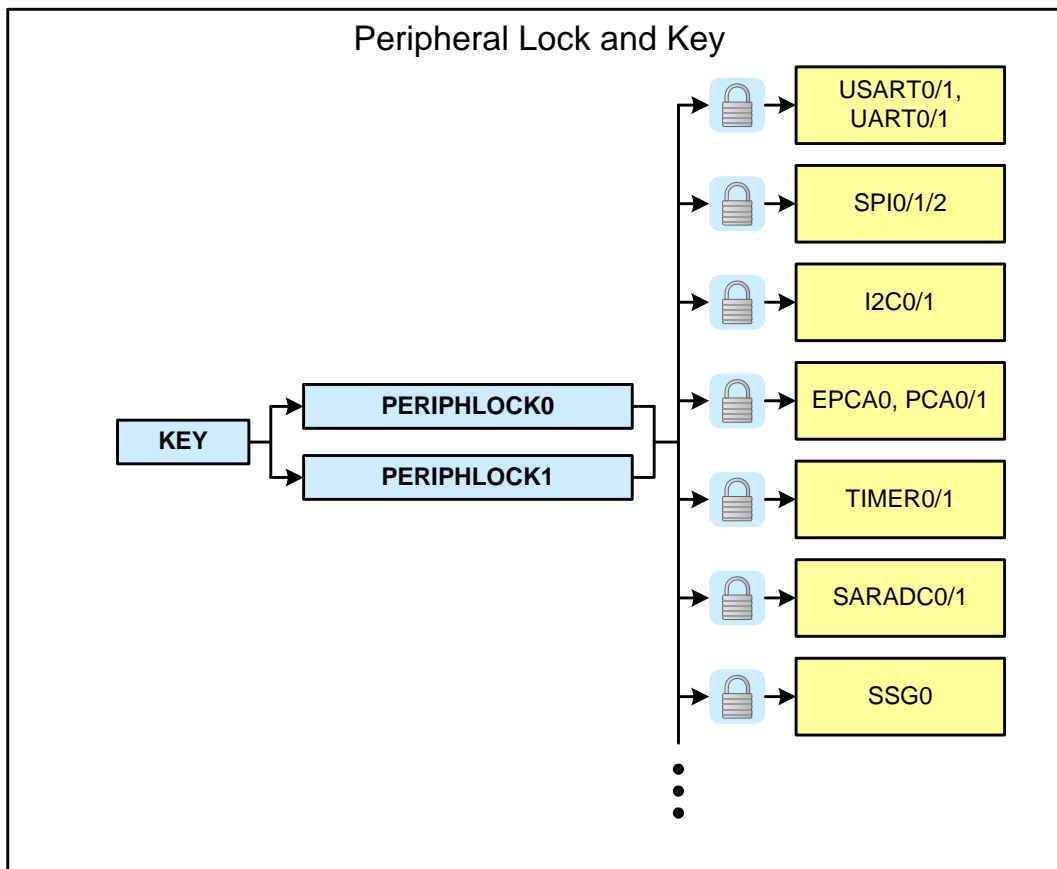 Peripheral Lock and Key
USART0/1,
UART0/1
SPI0/1/2
I2C0/1
EPCA0, PCA0/1
TIMER0/1
SARADC0/1
SSG0
KEY
PERIPHLOCK0
PERIPHLOCK1